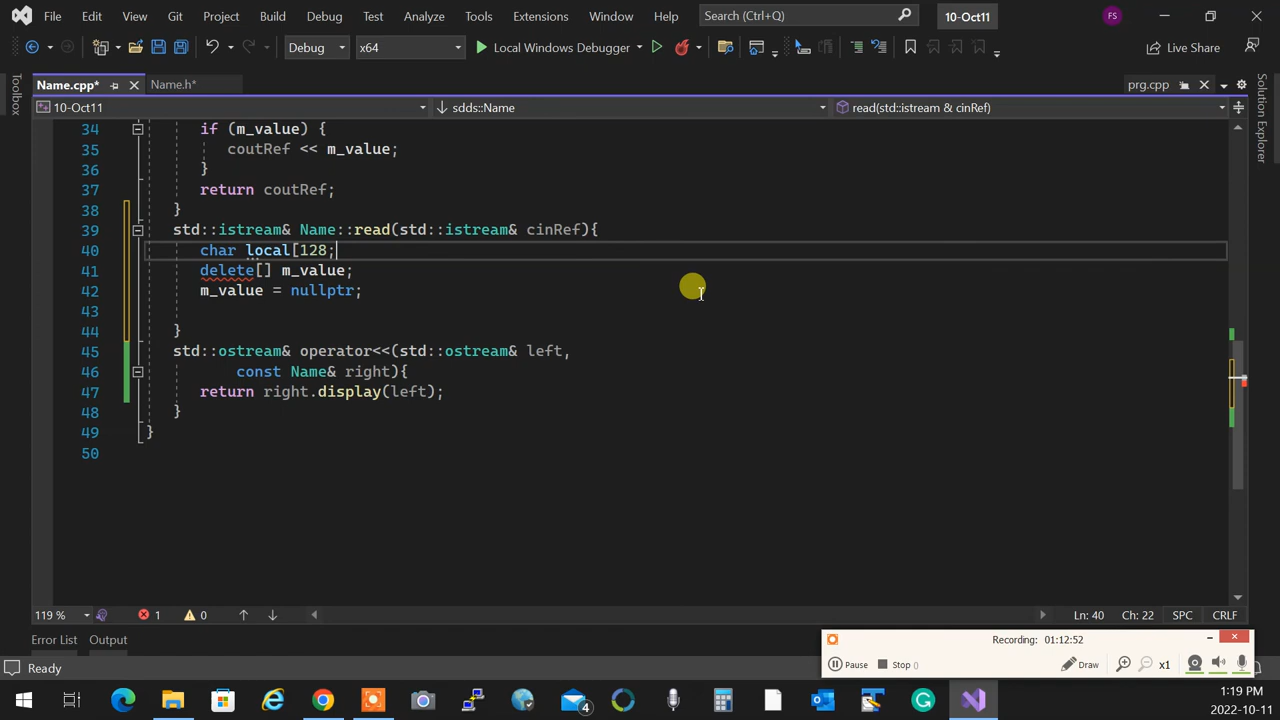 File Edit View Git Project Build Debug Test Analyze Tools Extensions Window Help Search (Ctrl+Q) 10-Oct11 FS
Debug x64 Local Windows Debugger Live Share
Name.cpp* Name.h* prg.cpp
10-Oct11 sdds::Name read(std::istream & cinRef)
Toolbox
Solution Explorer
34 if (m_value) {
35 coutRef << m_value;
36 }
37 return coutRef;
38 }
39 std::istream& Name::read(std::istream& cinRef){
40 char local[128;
41 delete[] m_value;
42 m_value = nullptr;
43
44 }
45 std::ostream& operator<<(std::ostream& left,
46 const Name& right){
47 return right.display(left);
48 }
49 }
50
119 % 1 0 Ln: 40 Ch: 22 SPC CRLF
Error List Output
Recording: 01:12:52
Pause Stop 0 Draw x1
Ready
4
1:19 PM
2022-10-11